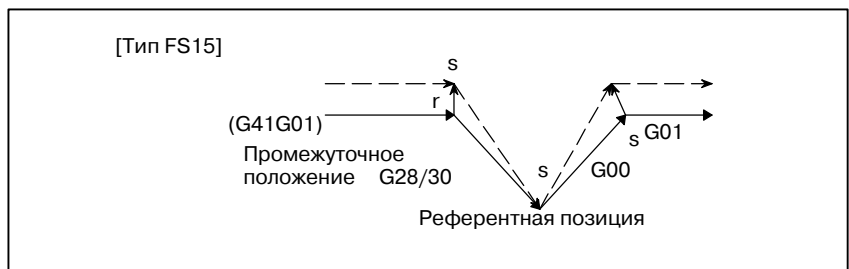 [Тип FS15]
s
r
(G41G01)
s G01
Промежуточное
положение G28/30
s
G00
Референтная позиция